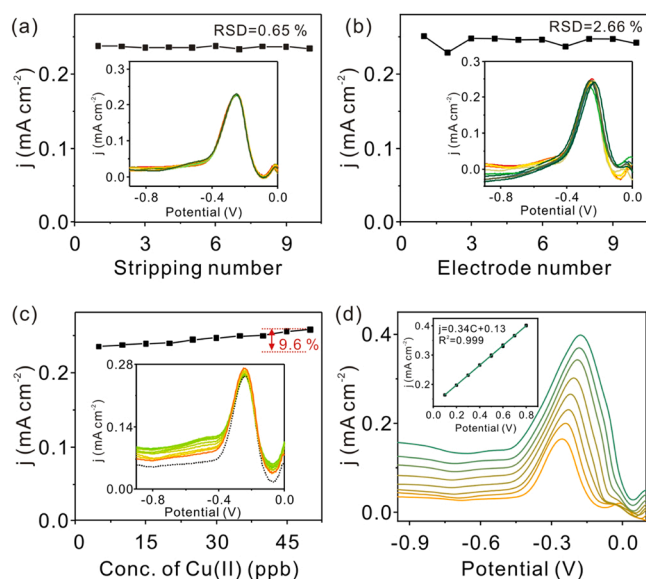 (a)
RSD=0.65 %
0.2
0.1
0.0
j (mA cm⁻²)
0.3
0.2
0.1
0.0
j (mA cm⁻²)
-0.8
-0.4
0.0
Potential (V)
0
3
6
9
Stripping number
(b)
RSD=2.66 %
0.2
0.1
0.0
j (mA cm⁻²)
0.3
0.2
0.1
0.0
j (mA cm⁻²)
-0.8
-0.4
0.0
Potential (V)
0
3
6
9
Electrode number
(c)
9.6 %
0.2
0.1
0.0
j (mA cm⁻²)
0.28
0.14
0.00
j (mA cm⁻²)
-0.8
-0.4
0.0
Potential (V)
0
15
30
45
Conc. of Cu(II) (ppb)
(d)
0.4
0.2
0.0
j (mA cm⁻²)
j=0.34C+0.13
R²=0.999
0.4
0.3
0.2
j (mA cm⁻²)
0.0
0.2
0.4
0.6
0.8
Potential (V)
-0.9
-0.6
-0.3
0.0
Potential (V)